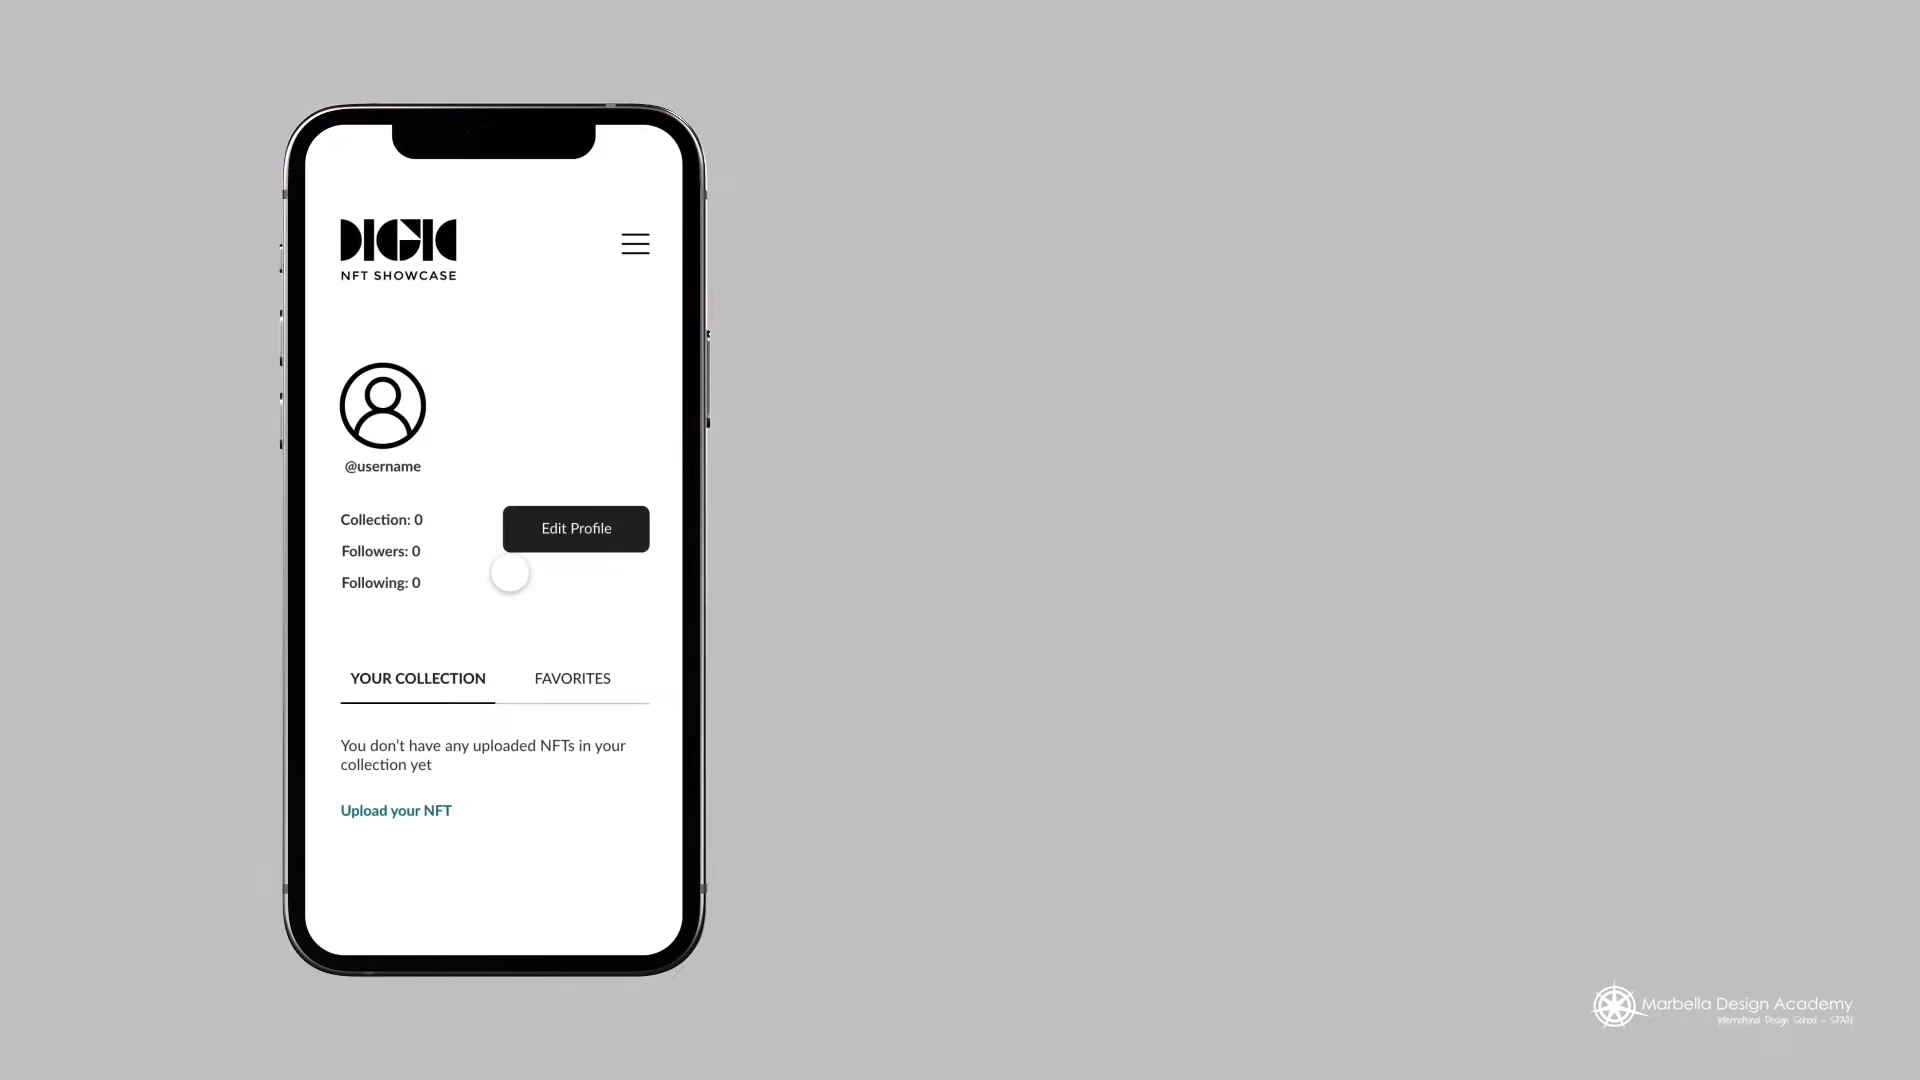 DIGIC
NFT SHOWCASE
@username
Collection: 0
Edit Profile
Followers: 0
Following: 0
YOUR COLLECTION
FAVORITES
You don't have any uploaded NFTs in your
collection yet
Upload your NFT
Marbella Design Academy
International Design School - SPAIN